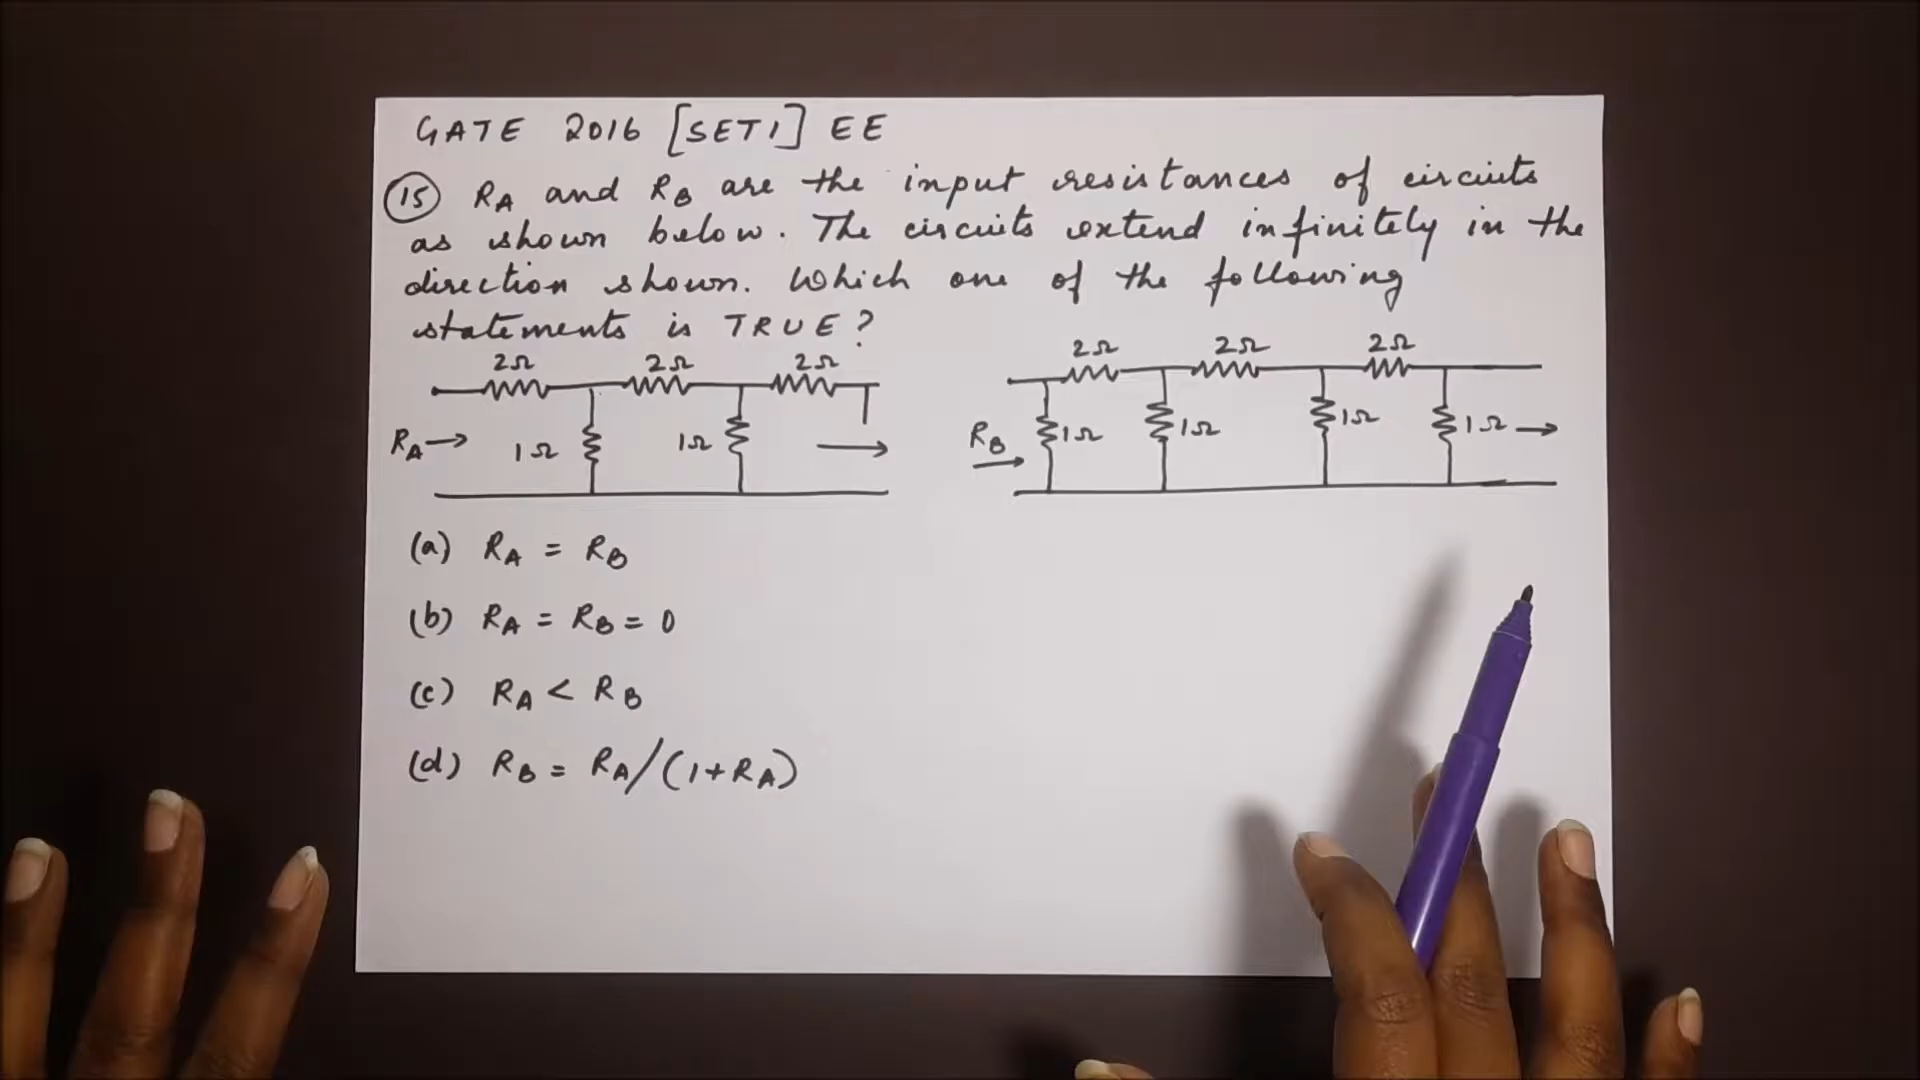 GATE 2016 [SET1] EE
(15) RA and RB are the input resistances of circuits
as shown below. The circuits extend infinitely in the
direction shown. Which one of the following
statements is TRUE?
2Ω 2Ω 2Ω
RA → 1Ω 1Ω →
2Ω 2Ω 2Ω
RB → 1Ω 1Ω 1Ω 1Ω →
(a) RA = RB
(b) RA = RB = 0
(c) RA < RB
(d) RB = RA/(1+RA)